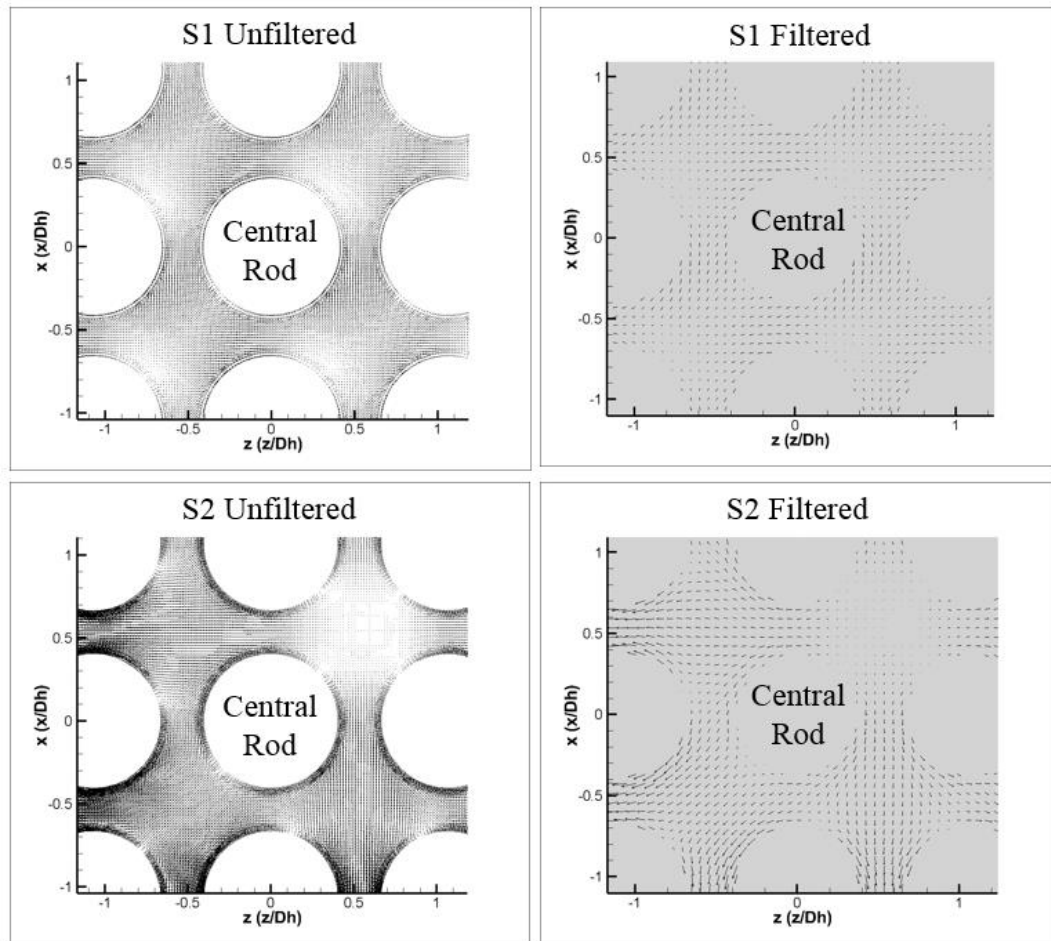 S1 Unfiltered
1
0.5
0
-0.5
-1
x (x/Dh)
Central
Rod
-1
-0.5
0
0.5
1
z (z/Dh)
S1 Filtered
1
0.5
0
-0.5
-1
x (x/Dh)
Central
Rod
-1
0
1
z (z/Dh)
S2 Unfiltered
1
0.5
0
-0.5
-1
x (x/Dh)
Central
Rod
-1
-0.5
0
0.5
1
z (z/Dh)
S2 Filtered
1
0.5
0
-0.5
-1
x (x/Dh)
Central
Rod
-1
0
1
z (z/Dh)